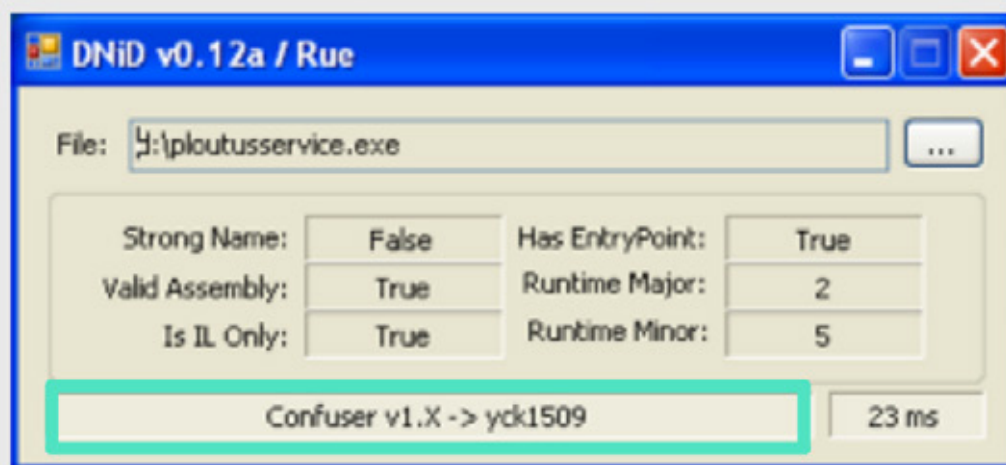 DNiD v0.12a / Rue
File: y:\ploutusservice.exe ...
Strong Name: False Has EntryPoint: True
Valid Assembly: True Runtime Major: 2
Is IL Only: True Runtime Minor: 5
Confuser v1.X -> yck1509 23 ms